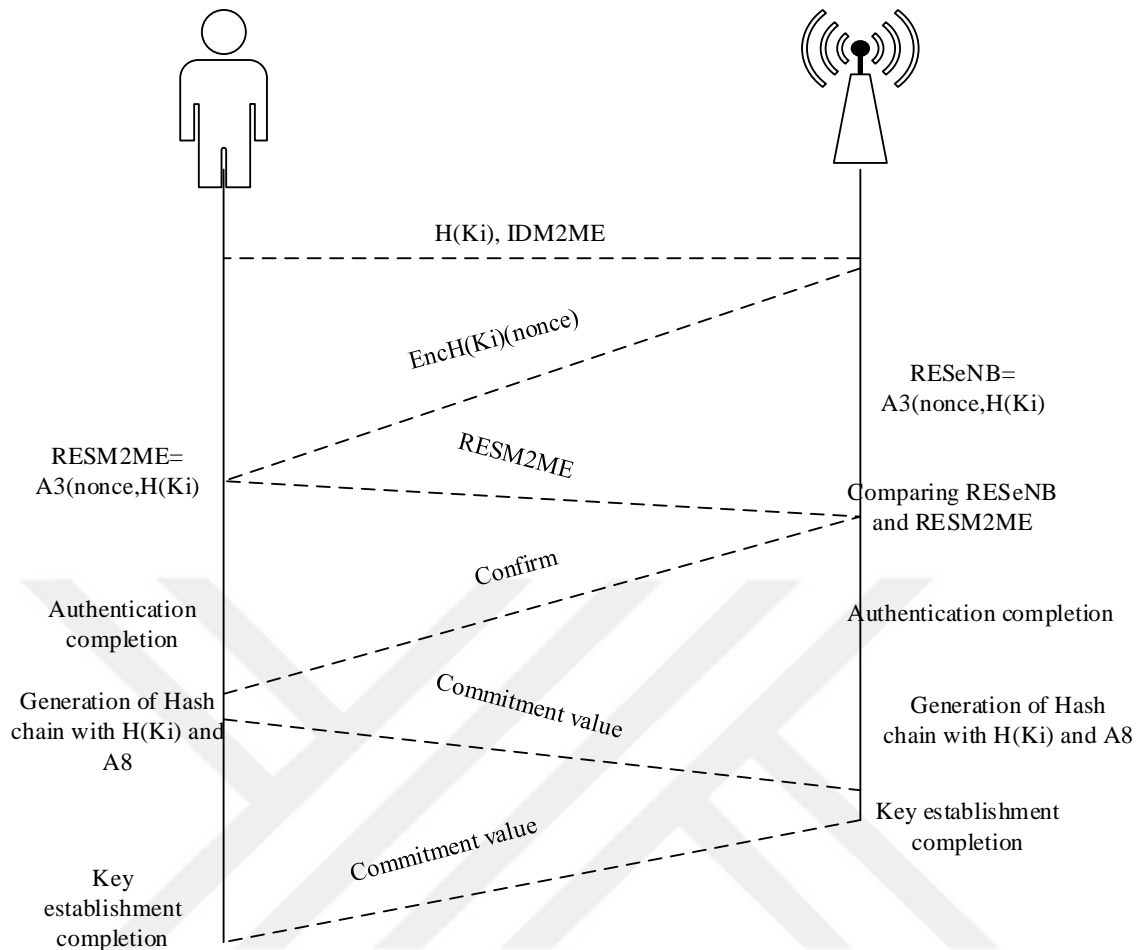 H(Ki), IDM2ME
EncH(Ki)(nonce)
RESeNB=
A3(nonce,H(Ki)
RESM2ME=
A3(nonce,H(Ki)
RESM2ME
Comparing RESeNB
and RESM2ME
Confirm
Authentication
completion
Authentication completion
Generation of Hash
chain with H(Ki) and
A8
Commitment value
Generation of Hash
chain with H(Ki) and A8
Key establishment
completion
Commitment value
Key
establishment
completion